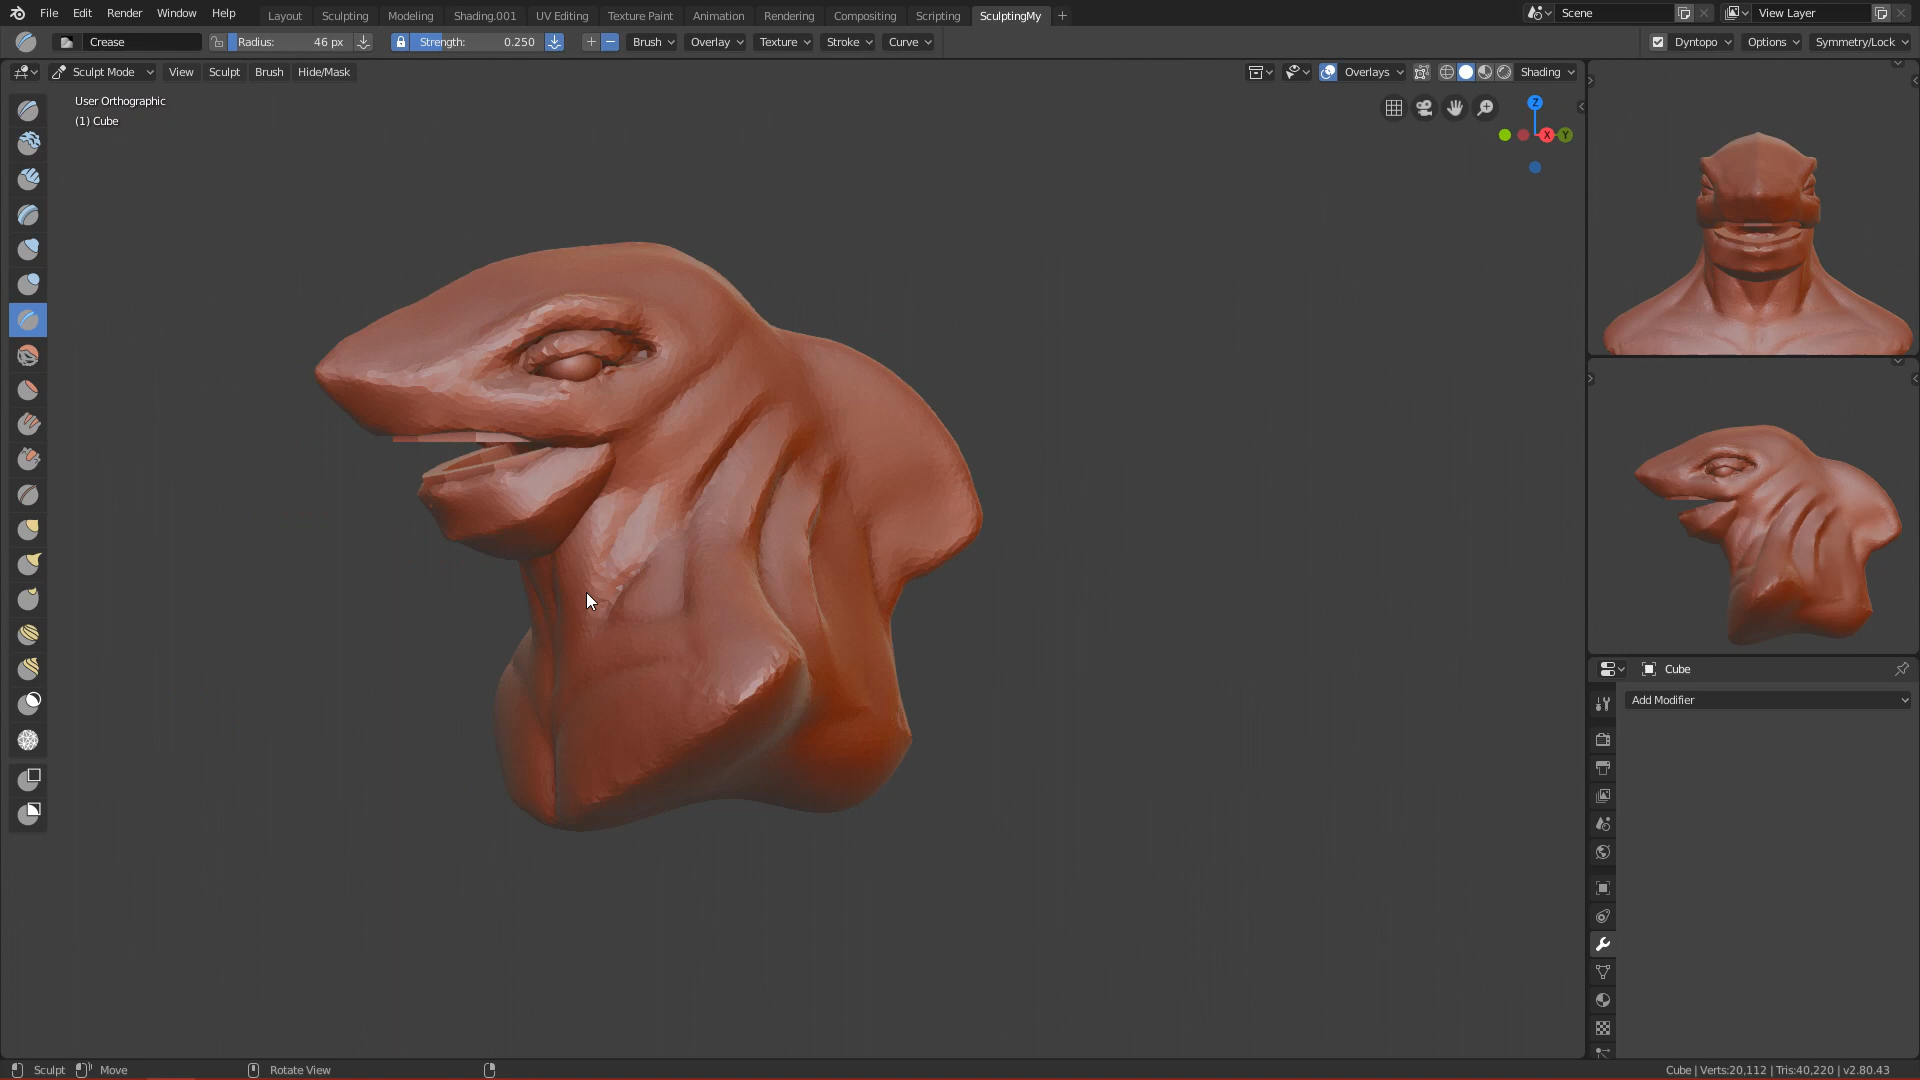 File Edit Render Window Help Layout Sculpting Modeling Shading.001 UV Editing Texture Paint Animation Rendering Compositing Scripting SculptingMy + Scene View Layer
Crease Radius: 46 px Strength: 0.250 Brush Overlay Texture Stroke Curve Dyntopo Options Symmetry/Lock
Sculpt Mode View Sculpt Brush Hide/Mask Overlays Shading
User Orthographic
(1) Cube
Z
X Y
Cube
Add Modifier
Sculpt Move Rotate View Cube | Verts:20,112 | Tris:40,220 | v2.80.43